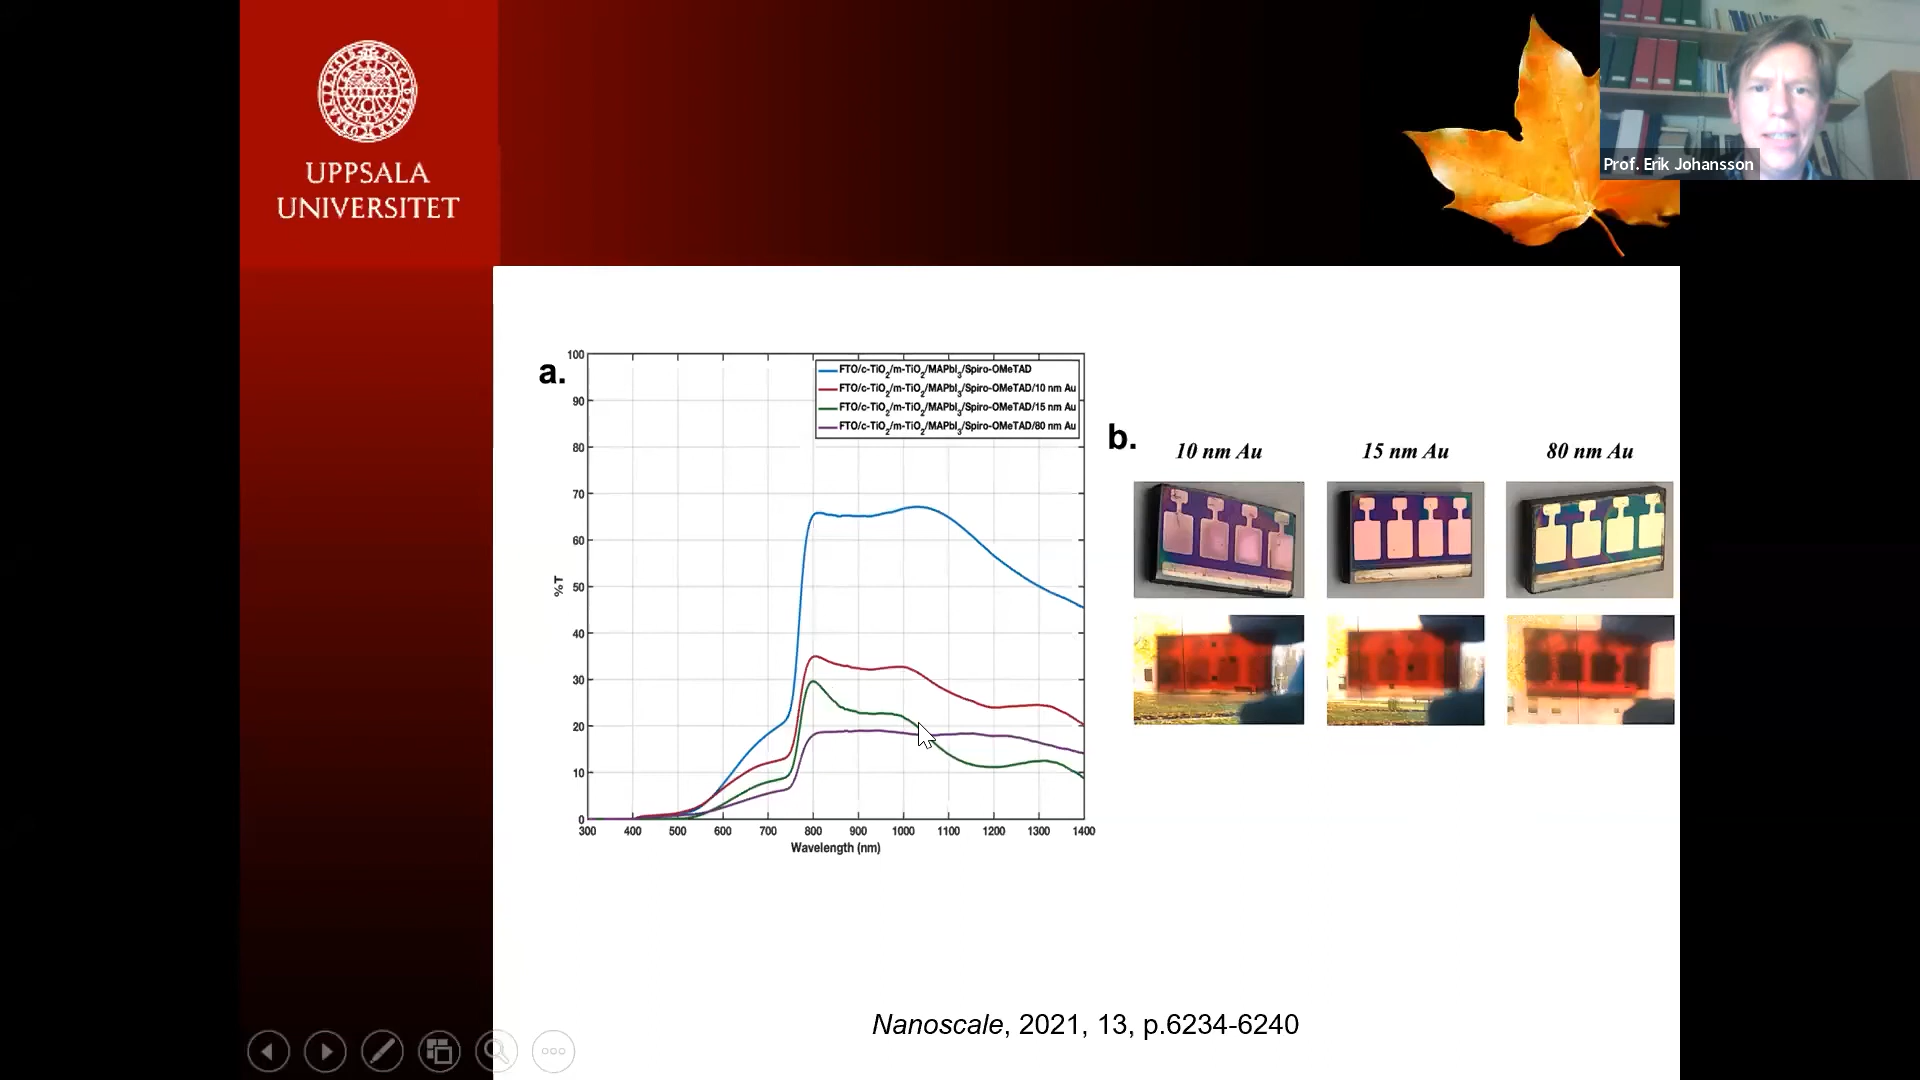 UPPSALA
UNIVERSITET
Prof. Erik Johansson
a.
100
90
80
70
60
50
40
30
20
10
0
%T
300 400 500 600 700 800 900 1000 1100 1200 1300 1400
Wavelength (nm)
FTO/c-TiO2/m-TiO2/MAPbI3/Spiro-OMeTAD
FTO/c-TiO2/m-TiO2/MAPbI3/Spiro-OMeTAD/10 nm Au
FTO/c-TiO2/m-TiO2/MAPbI3/Spiro-OMeTAD/15 nm Au
FTO/c-TiO2/m-TiO2/MAPbI3/Spiro-OMeTAD/80 nm Au
b.
10 nm Au 15 nm Au 80 nm Au
Nanoscale, 2021, 13, p.6234-6240